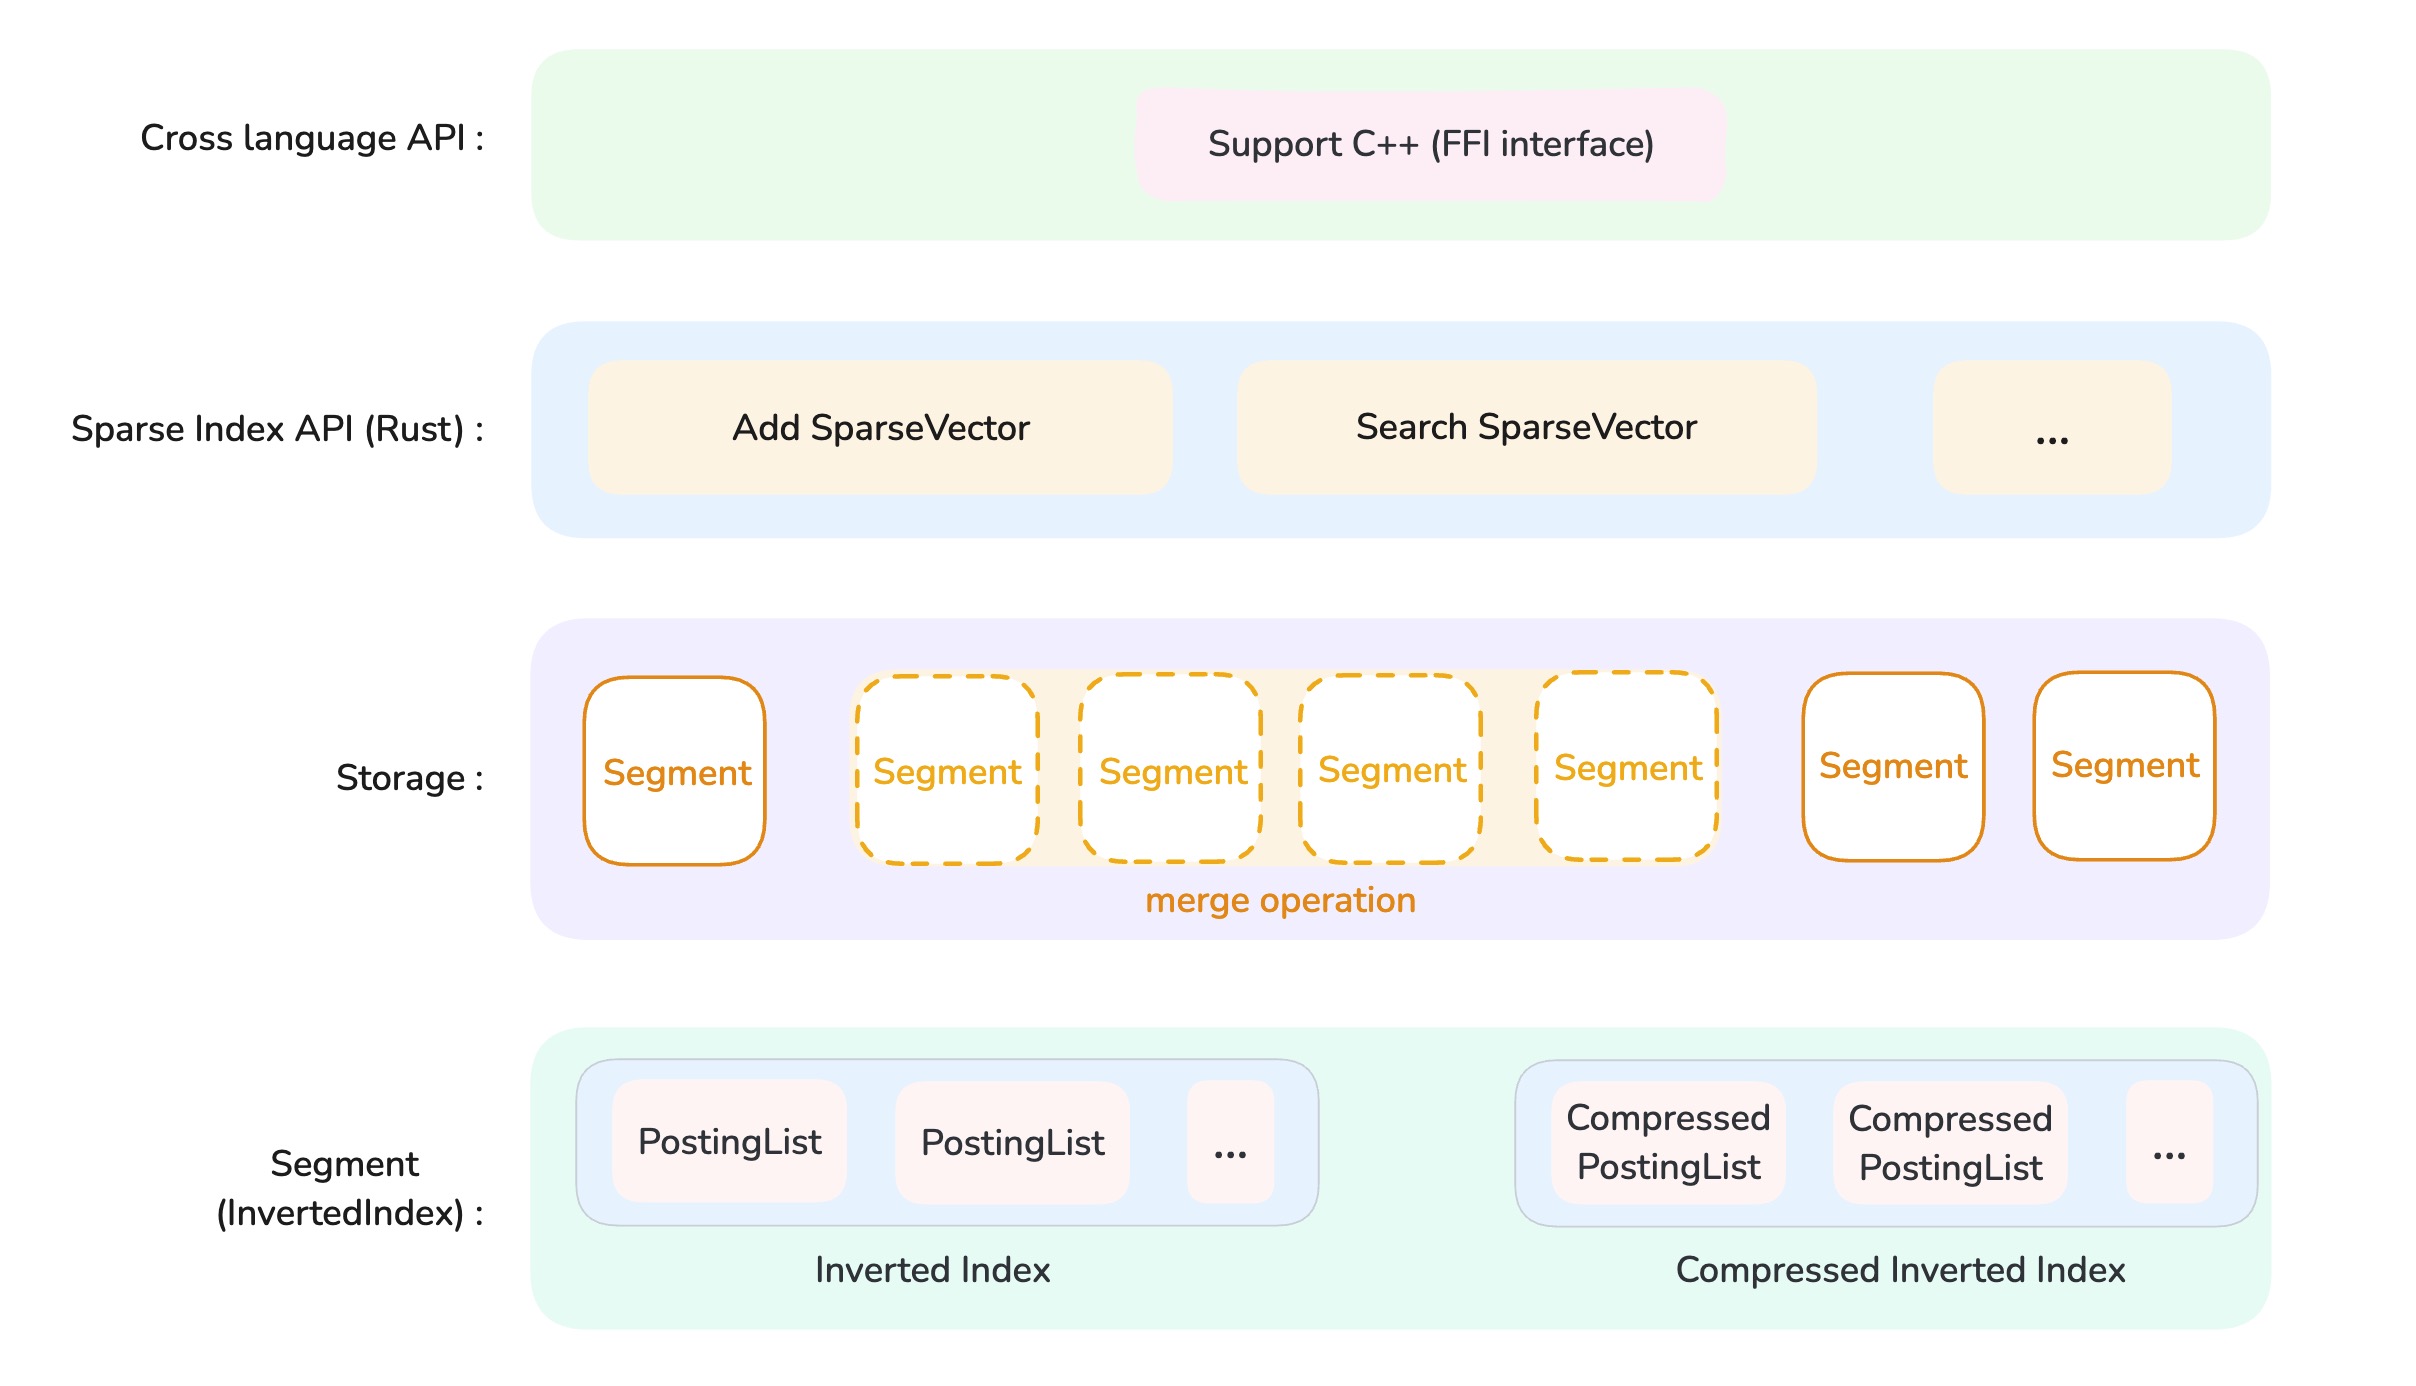 Cross language API :
Support C++ (FFI interface)
Sparse Index API (Rust) :
Add SparseVector
Search SparseVector
...
Storage :
Segment
Segment
Segment
Segment
Segment
Segment
Segment
merge operation
Segment
(InvertedIndex) :
PostingList
PostingList
...
Inverted Index
Compressed
PostingList
Compressed
PostingList
...
Compressed Inverted Index